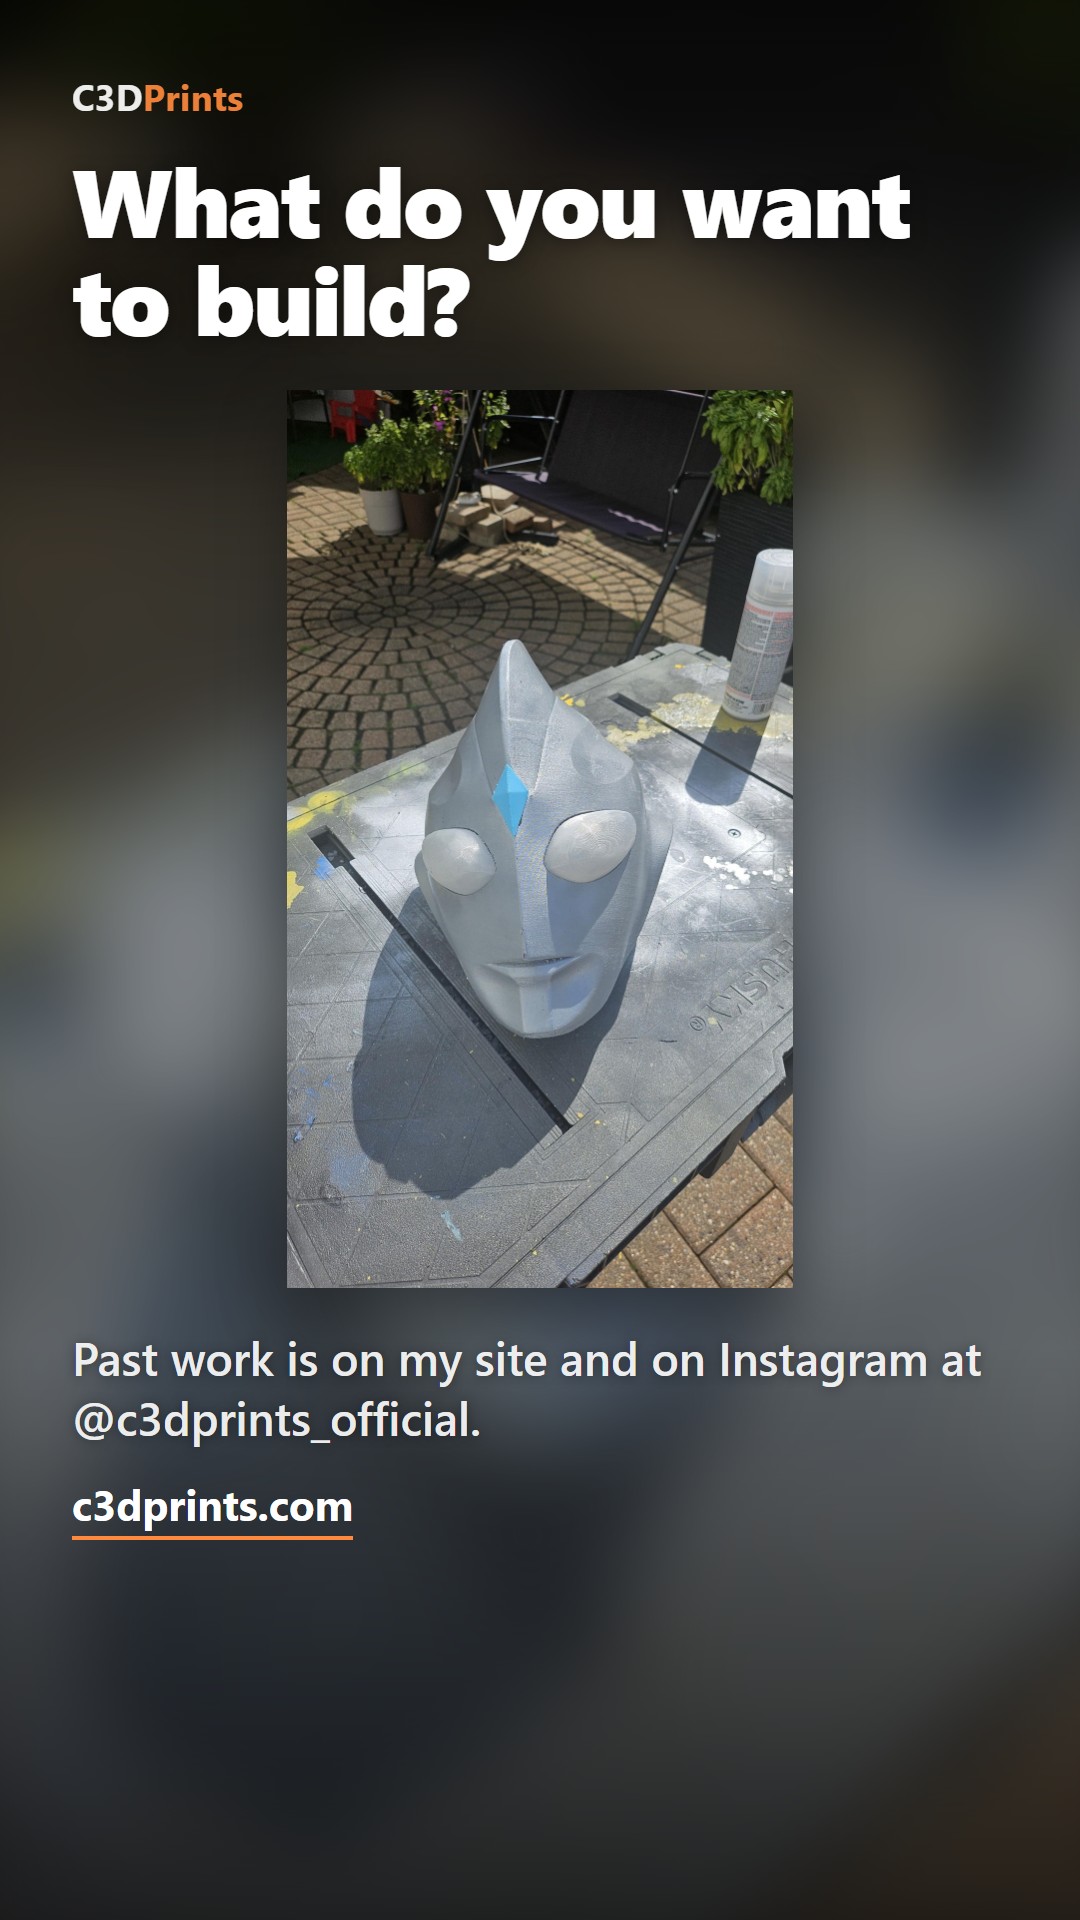 C3DPrints
What do you want
to build?
HUSKY®
Past work is on my site and on Instagram at
@c3dprints_official.
c3dprints.com